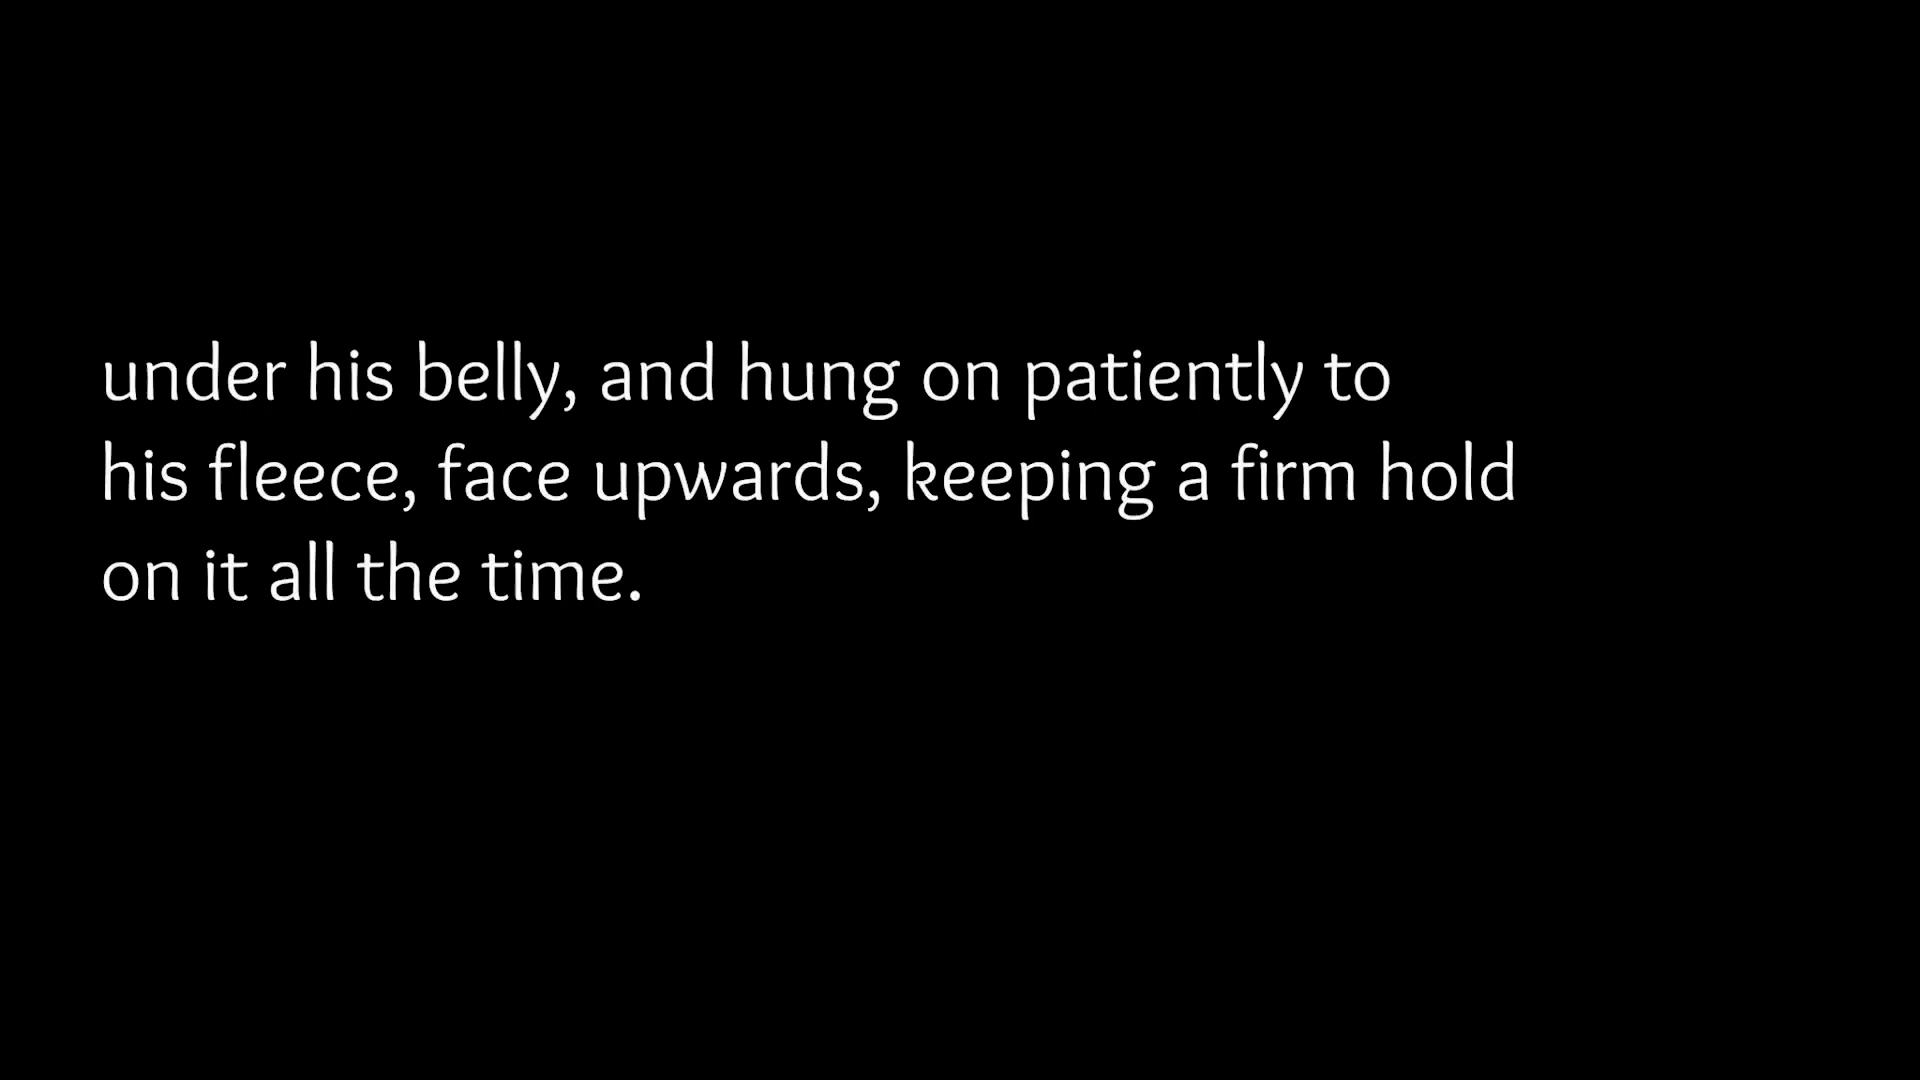 under his belly, and hung on patiently to
his fleece, face upwards, keeping a firm hold
on it all the time.